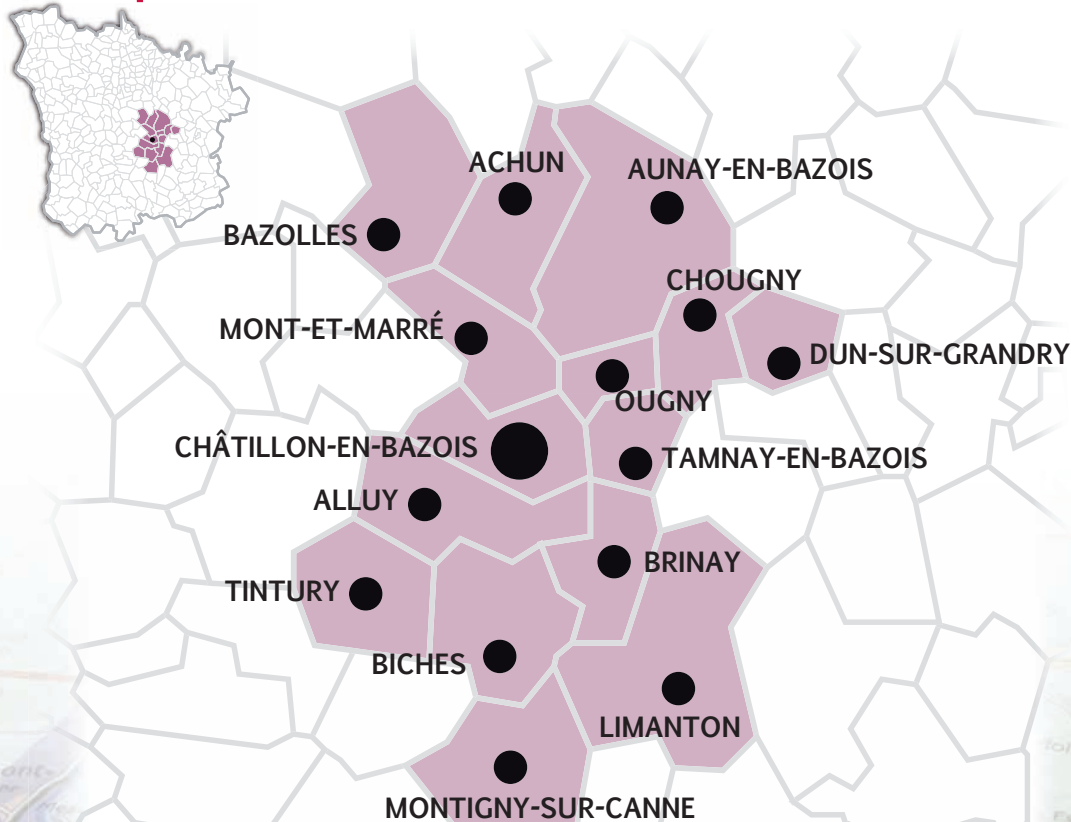 ACHUN
AUNAY-EN-BAZOIS
BAZOLLES
CHOUGNY
MONT-ET-MARRÉ
DUN-SUR-GRANDRY
OUGNY
CHÂTILLON-EN-BAZOIS
TAMNAY-EN-BAZOIS
ALLUY
BRINAY
TINTURY
BICHES
LIMANTON
MONTIGNY-SUR-CANNE